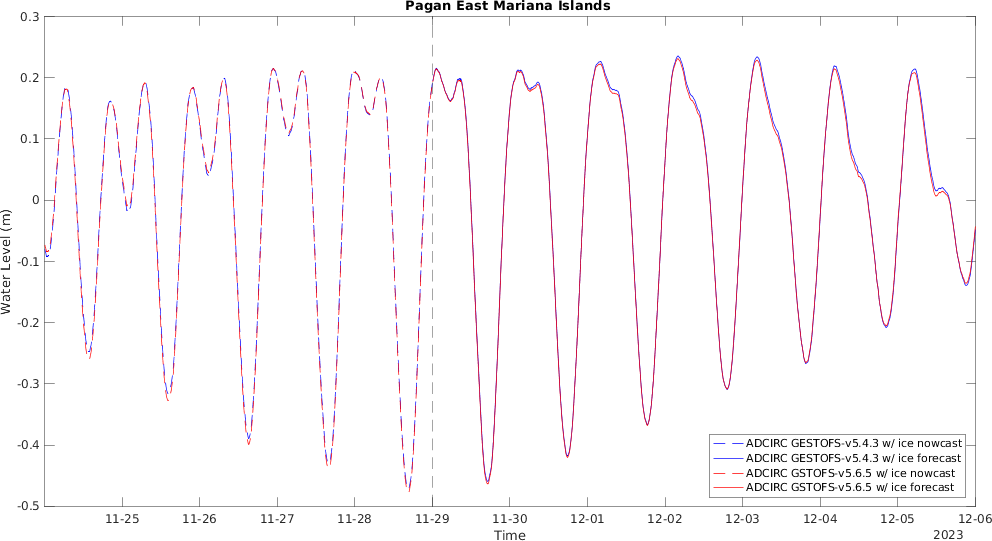 Pagan East Mariana Islands
0.3
0.2
0.1
0
-0.1
-0.2
-0.3
-0.4
-0.5
Water Level (m)
ADCIRC GESTOFS-v5.4.3 w/ ice nowcast
ADCIRC GESTOFS-v5.4.3 w/ ice forecast
ADCIRC GSTOFS-v5.6.5 w/ ice nowcast
ADCIRC GSTOFS-v5.6.5 w/ ice forecast
11-25 11-26 11-27 11-28 11-29 11-30 12-01 12-02 12-03 12-04 12-05 12-06
Time
2023